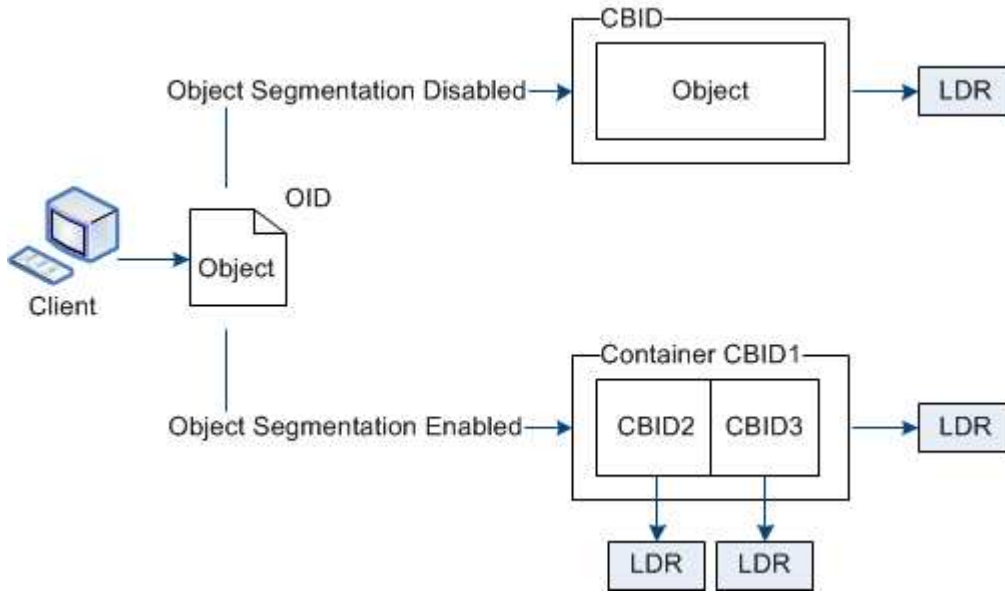 CBID
Object Segmentation Disabled
Object
LDR
OID
Object
Client
Container CBID1
Object Segmentation Enabled
CBID2
CBID3
LDR
LDR
LDR